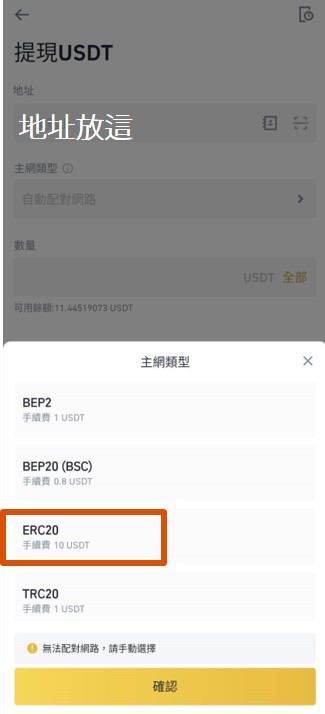 提現USDT
地址
地址放這
主網類型
自動配對網路
數量
USDT 全部
可用餘額:11.44519073 USDT
主網類型
BEP2
手續費 1 USDT
BEP20 (BSC)
手續費 0.8 USDT
ERC20
手續費 10 USDT
TRC20
手續費 1 USDT
無法配對網路，請手動選擇
確認